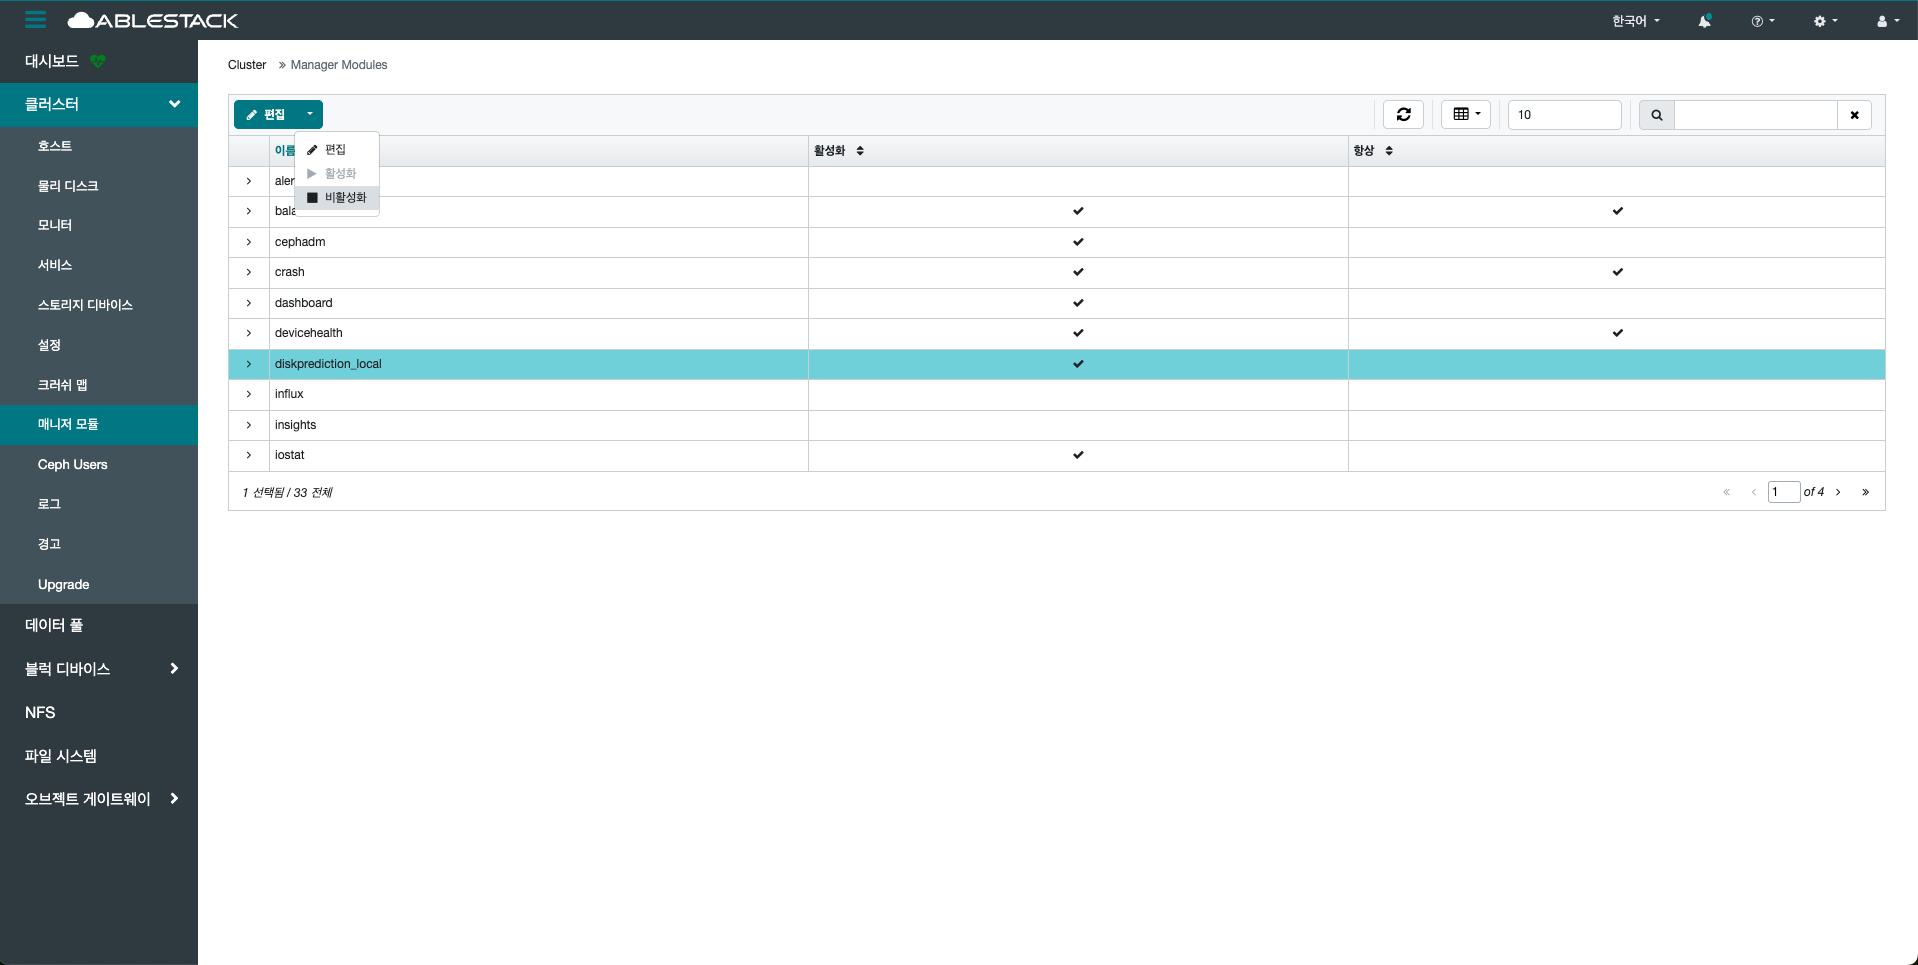 ABLESTACK
한국어
대시보드
클러스터
호스트
물리 디스크
모니터
서비스
스토리지 디바이스
설정
크러쉬 맵
매니저 모듈
Ceph Users
로그
경고
Upgrade
데이터 풀
블럭 디바이스
NFS
파일 시스템
오브젝트 게이트웨이
Cluster » Manager Modules
편집
10
편집
활성화
비활성화
이름 활성화 항상
aler
bala
cephadm
crash
dashboard
devicehealth
diskprediction_local
influx
insights
iostat
1 선택됨 / 33 전체
« ‹ 1 of 4 › »